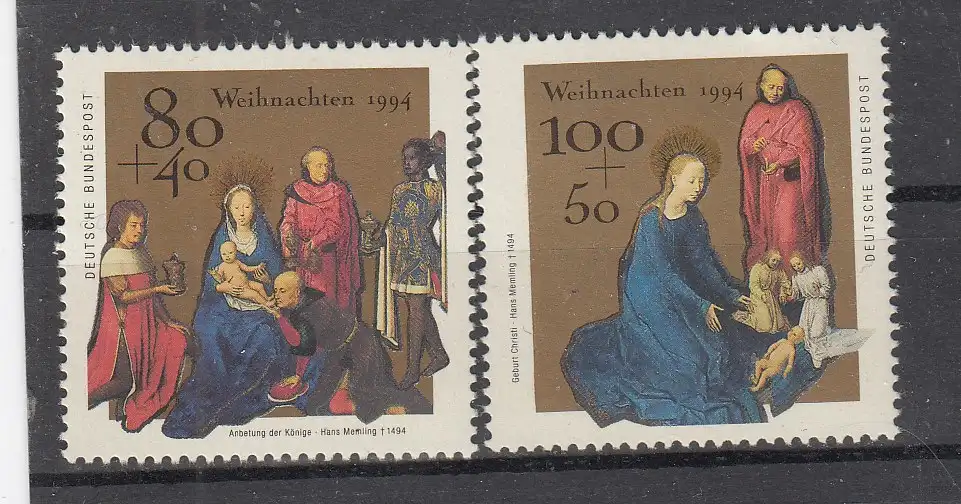 Weihnachten 1994
80
+40
DEUTSCHE BUNDESPOST
Anbetung der Könige - Hans Memling † 1494
Weihnachten 1994
100
+
50
Geburt Christi - Hans Memling † 1494
DEUTSCHE BUNDESPOST